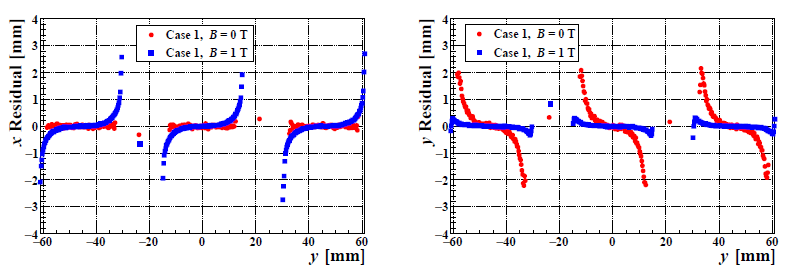 x Residual [mm]
4
3
2
1
0
−1
−2
−3
−4
Case 1, B = 0 T
Case 1, B = 1 T
−60 −40 −20 0 20 40 60
y [mm]
y Residual [mm]
4
3
2
1
0
−1
−2
−3
−4
Case 1, B = 0 T
Case 1, B = 1 T
−60 −40 −20 0 20 40 60
y [mm]